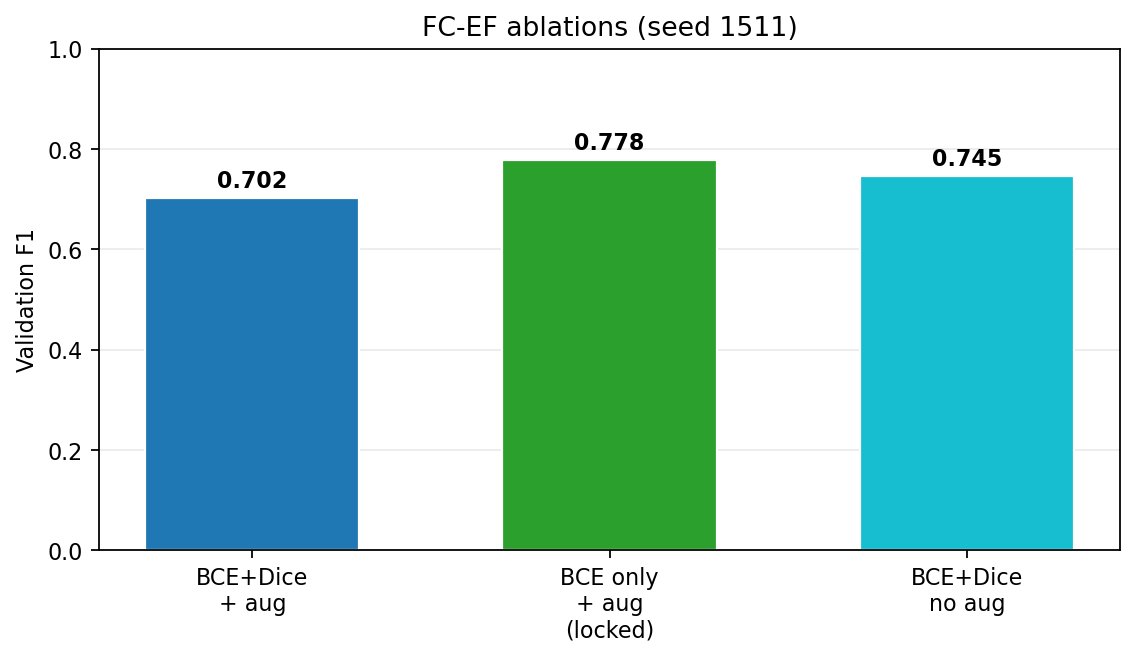 FC-EF ablations (seed 1511)
Validation F1
1.0
0.8
0.6
0.4
0.2
0.0
0.702
0.778
0.745
BCE+Dice
+ aug
BCE only
+ aug
(locked)
BCE+Dice
no aug